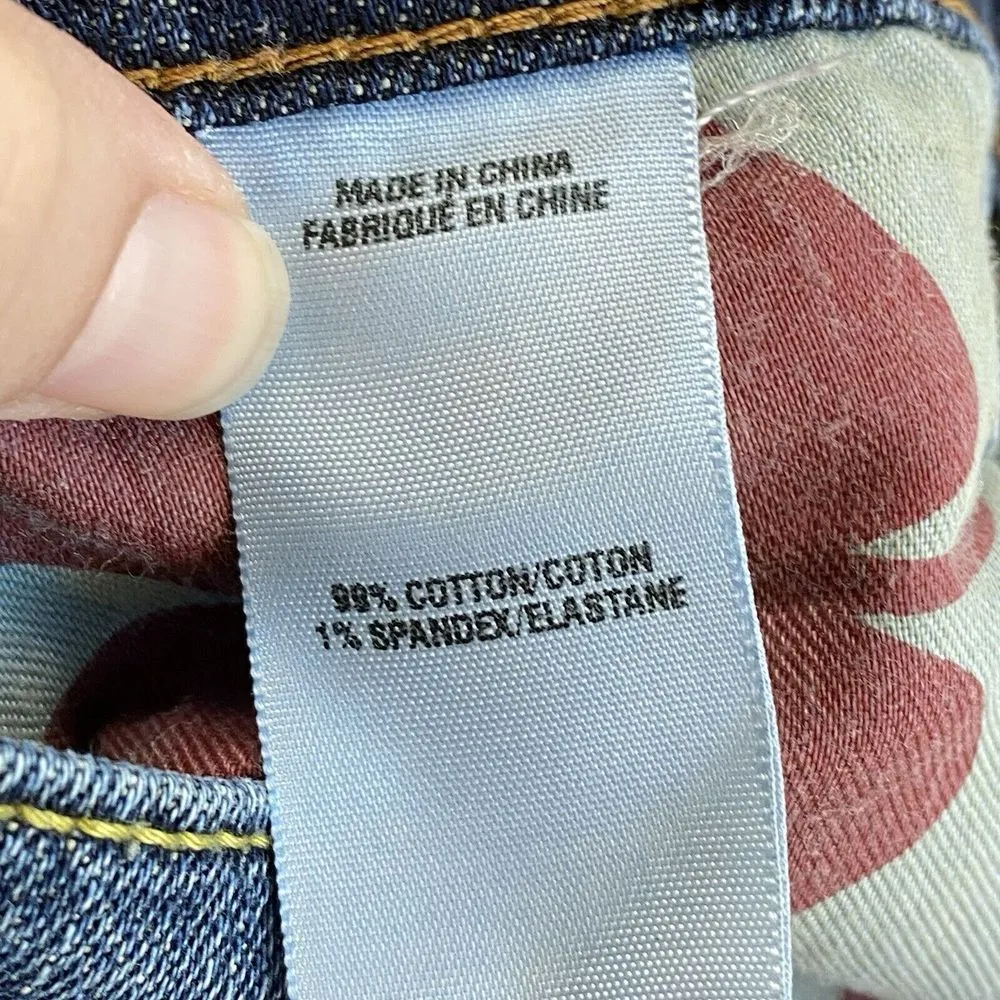 MADE IN CHINA
FABRIQUÉ EN CHINE
99% COTTON/COTON
1% SPANDEX/ELASTANE